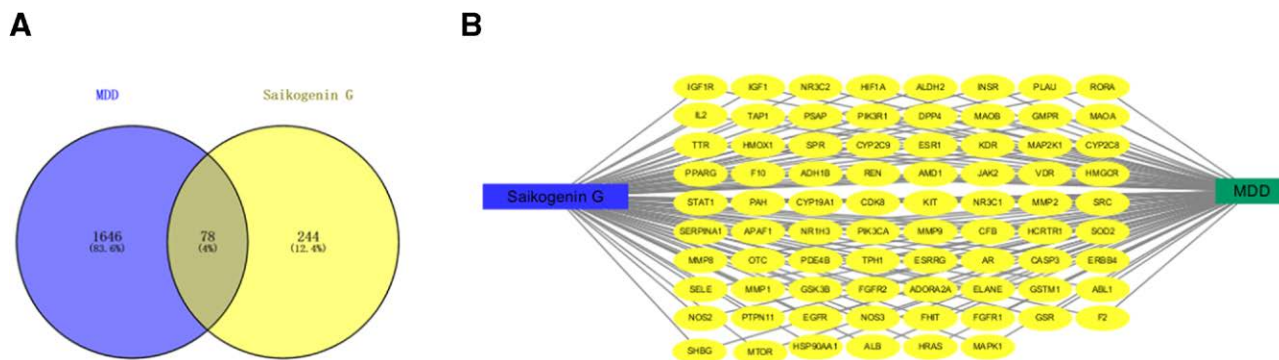 A
B
MDD
Saikogenin G
1646
(83.6%)
78
(4%)
244
(12.4%)
Saikogenin G
MDD
IGF1R IGF1 NR3C2 HIF1A ALDH2 INSR PLAU RORA
IL2 TAP1 PSAP PIK3R1 DPP4 MAOB GMPR MAOA
TTR HMOX1 SPR CYP2C9 ESR1 KDR MAP2K1 CYP2C8
PPARG F10 ADH1B REN AMD1 JAK2 VDR HMGCR
STAT1 PAH CYP19A1 CDK8 KIT NR3C1 MMP2 SRC
SERPINA1 APAF1 NR1H3 PIK3CA MMP9 CFB HCRTR1 SOD2
MMP8 OTC PDE4B TPH1 ESRRG AR CASP3 ERBB4
SELE MMP1 GSK3B FGFR2 ADORA2A ELANE GSTM1 ABL1
NOS2 PTPN11 EGFR NOS3 FHIT FGFR1 GSR F2
SHBG MTOR HSP90AA1 ALB HRAS MAPK1